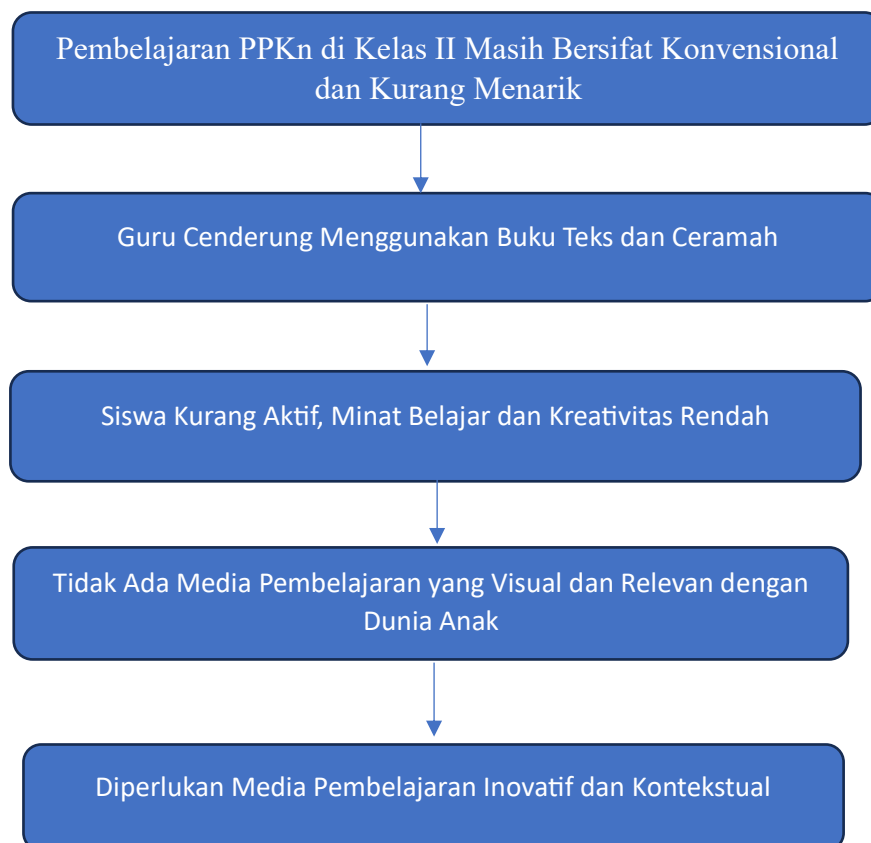 Pembelajaran PPKn di Kelas II Masih Bersifat Konvensional
dan Kurang Menarik
Guru Cenderung Menggunakan Buku Teks dan Ceramah
Siswa Kurang Aktif, Minat Belajar dan Kreativitas Rendah
Tidak Ada Media Pembelajaran yang Visual dan Relevan dengan
Dunia Anak
Diperlukan Media Pembelajaran Inovatif dan Kontekstual